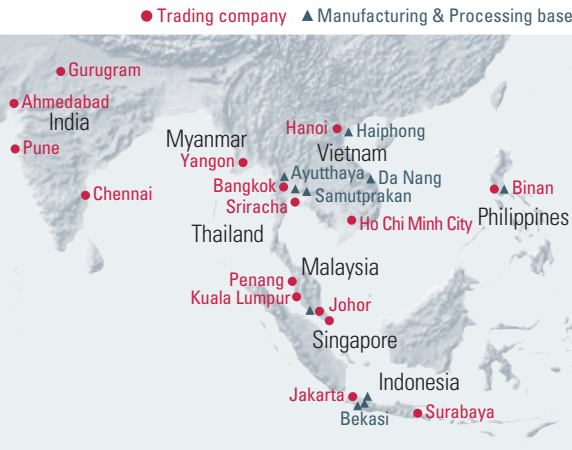 Trading company
Manufacturing & Processing base
Gurugram
Ahmedabad
India
Pune
Chennai
Myanmar
Yangon
Hanoi
Haiphong
Vietnam
Ayutthaya
Da Nang
Bangkok
Samutprakan
Sriracha
Ho Chi Minh City
Thailand
Binan
Philippines
Malaysia
Penang
Kuala Lumpur
Johor
Singapore
Indonesia
Jakarta
Bekasi
Surabaya